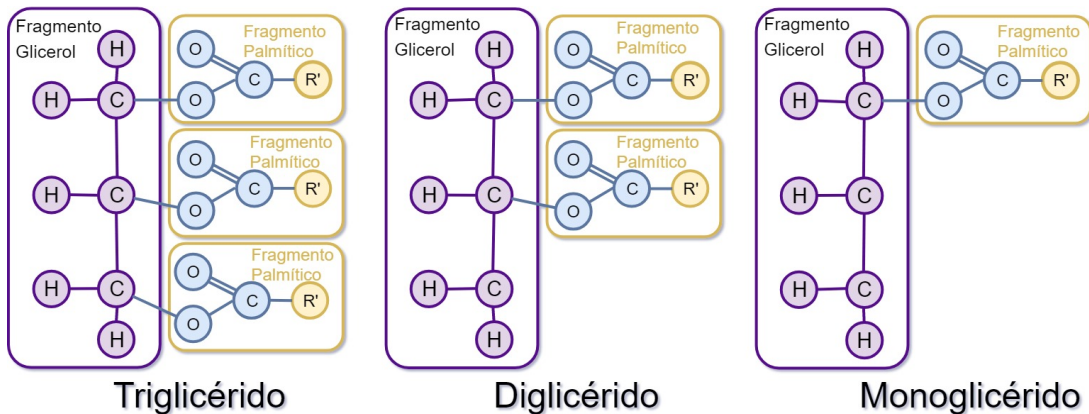 Fragmento
Glicerol
H
H
C
O
O
C
R'
Fragmento
Palmítico
H
C
O
O
C
R'
Fragmento
Palmítico
H
C
H
O
O
C
R'
Fragmento
Palmítico
Triglicérido
Fragmento
Glicerol
H
H
C
O
O
C
R'
Fragmento
Palmítico
H
C
O
O
C
R'
Fragmento
Palmítico
H
C
H
Diglicérido
Fragmento
Glicerol
H
H
C
O
O
C
R'
Fragmento
Palmítico
H
C
H
C
H
Monoglicérido